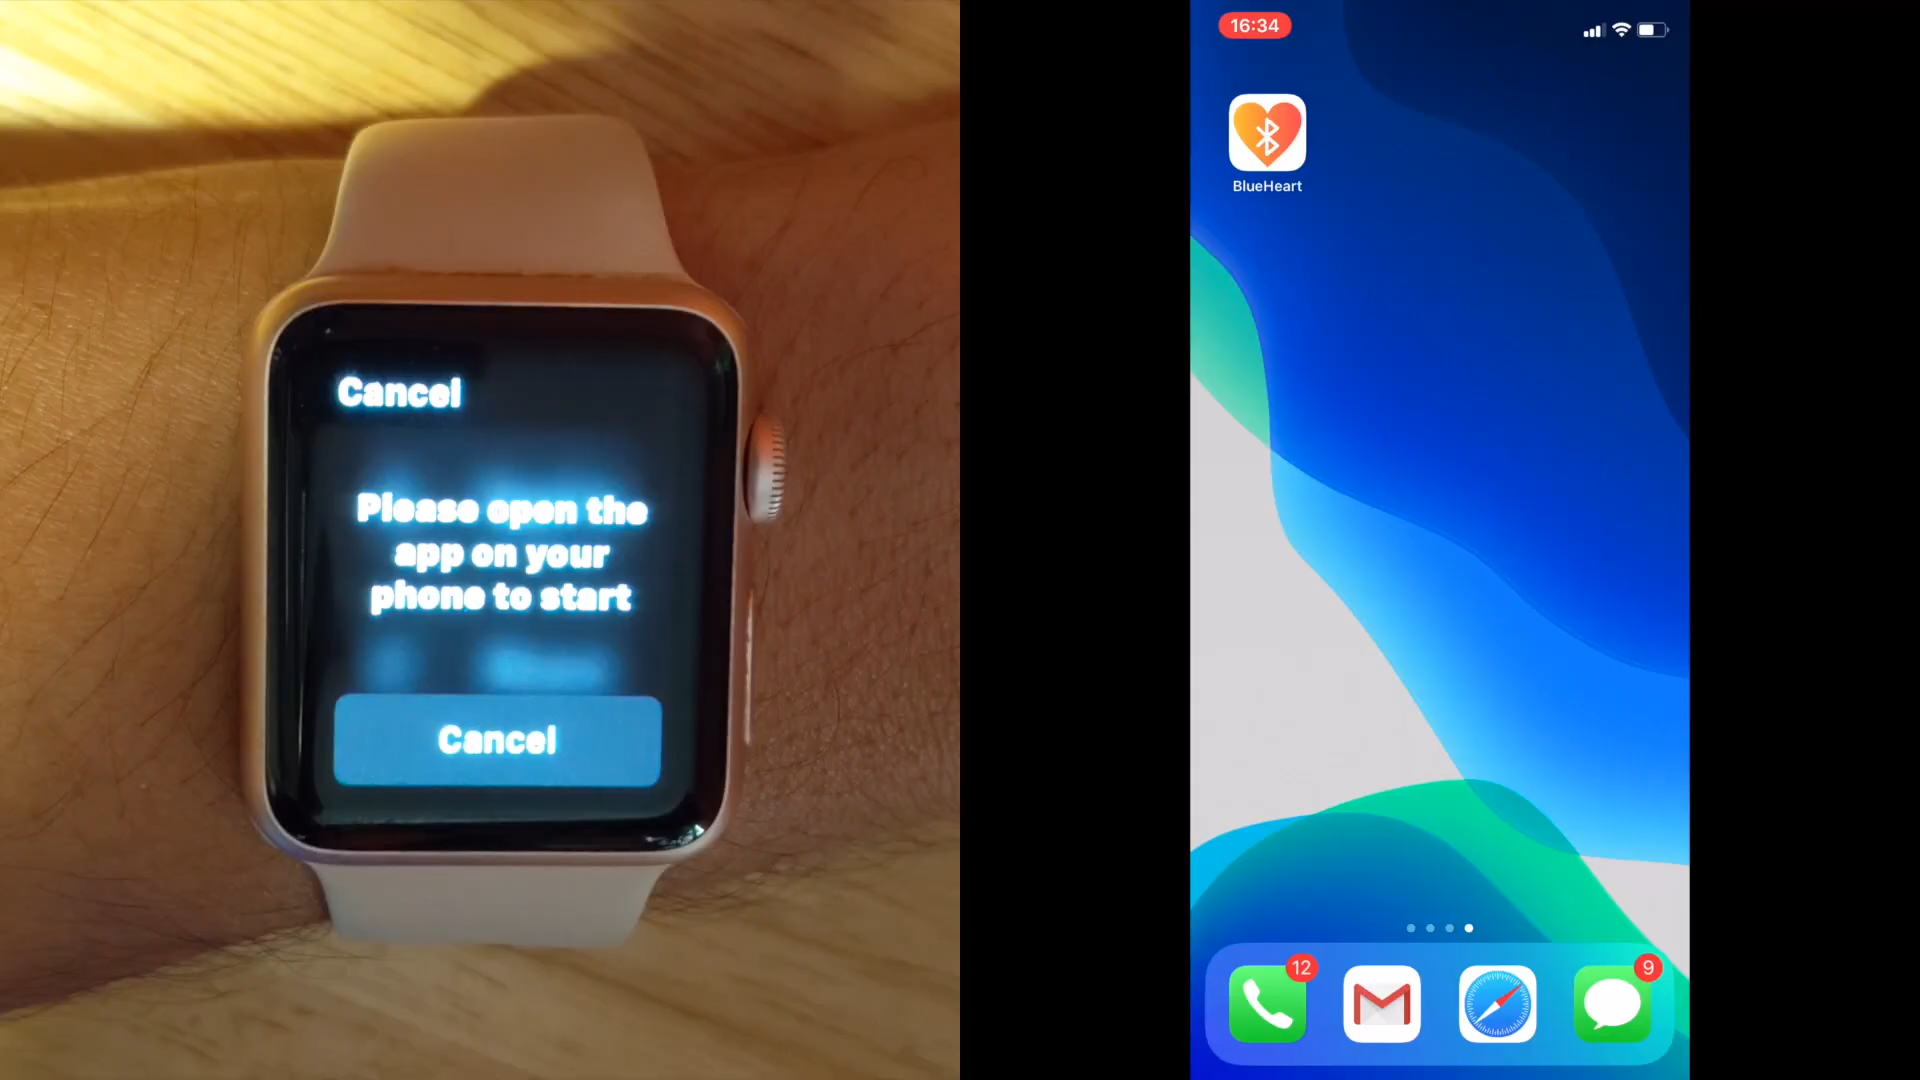 Cancel
Please open the
app on your
phone to start
Cancel
16:34
BlueHeart
12
9